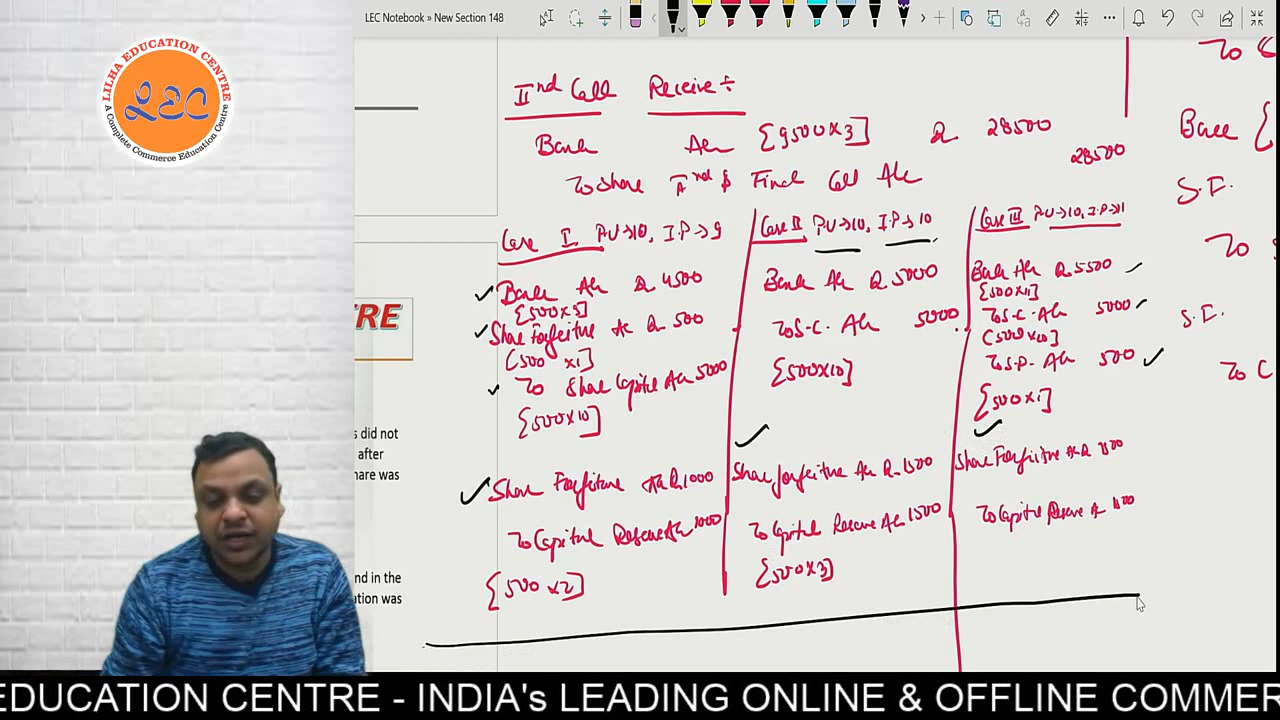 LEC Notebook » New Section 148
LILHA EDUCATION CENTRE
LEC
A Complete Commerce Education Centre
RE
s did not
after
nare was
nd in the
ation was
IInd Call Receive ÷
Bank A/c {9500×3] Dr 28500
To Share IInd & Final Call A/c 28500
Case I P.V→10, I.P→9
Bank A/c Dr 4500
Share Forfeiture A/c Dr 500
(500 ×1]
To Share Capital A/c 5000
{500×10]
Share Forfeiture A/c Dr 1000
To Capital Reserve A/c 1000
{500 ×2]
Case II P.V→10, I.P→10
Bank A/c Dr 5000
To S.C. A/c 5000
{500×10]
Share forfeiture A/c Dr 1500
To Capital Reserve A/c 1500
{500×3]
Case III P.V→10, I.P→11
Bank A/c Dr 5500
{500×11]
To S.C. A/c 5000
(500×10]
To S.P. A/c 500
{500×1]
Share Forfeiture A/c Dr 1500
To Capital Reserve A/c 1500
To
Bank {
S.F.
To S
S.F.
To C
EDUCATION CENTRE - INDIA's LEADING ONLINE & OFFLINE COMMER